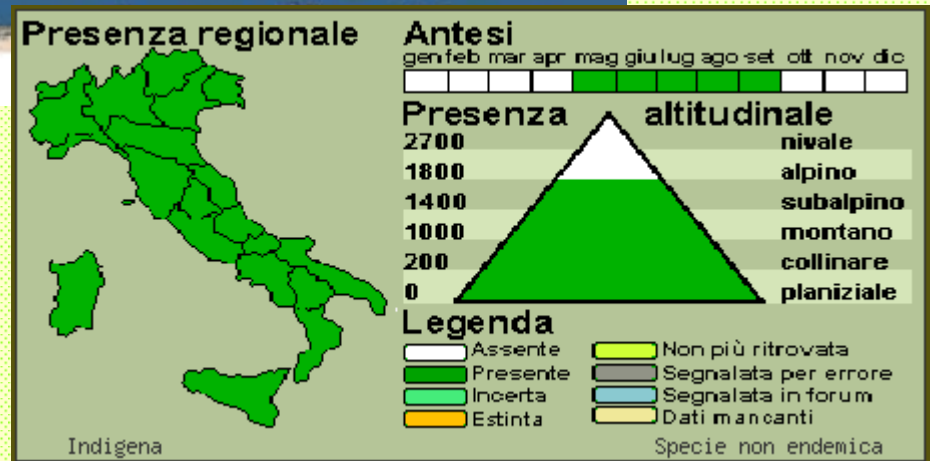 Presenza regionale
Antesi
gen feb mar apr mag giu lug ago set ott nov dic
Presenza altitudinale
2700 nivale
1800 alpino
1400 subalpino
1000 montano
200 collinare
0 planiziale
Legenda
Assente Non più ritrovata
Presente Segnalata per errore
Incerta Segnalata in forum
Estinta Dati mancanti
Indigena Specie non endemica